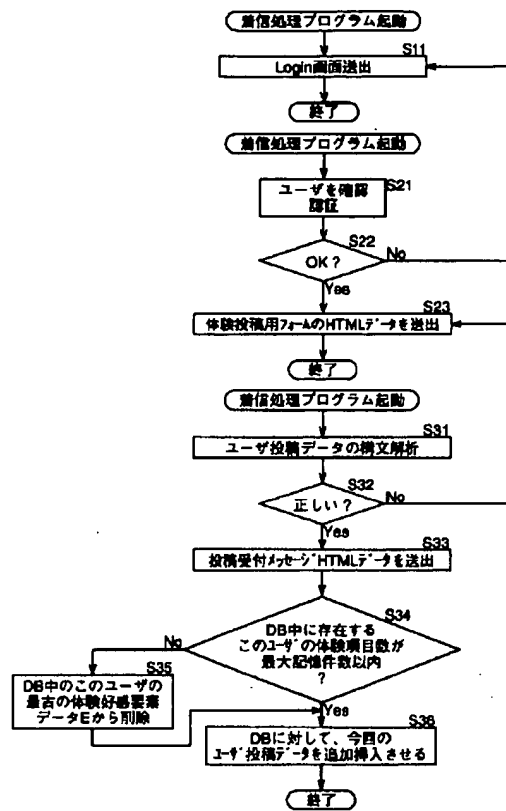 着信処理プログラム起動
S11
Login画面送出
終了
着信処理プログラム起動
S21
ユーザを確認
認証
S22
OK?
No
Yes
S23
体験投稿用フォームのHTMLデータを送出
終了
着信処理プログラム起動
S31
ユーザ投稿データの構文解析
S32
正しい?
No
Yes
S33
投稿受付メッセージHTMLデータを送出
S34
DB中に存在する
このユーザの体験項目数が
最大記憶件数以内
?
No
S35
DB中のこのユーザの
最古の体験好感要素
データEから削除
Yes
S36
DBに対して、今回の
ユーザ投稿データを追加挿入させる
終了